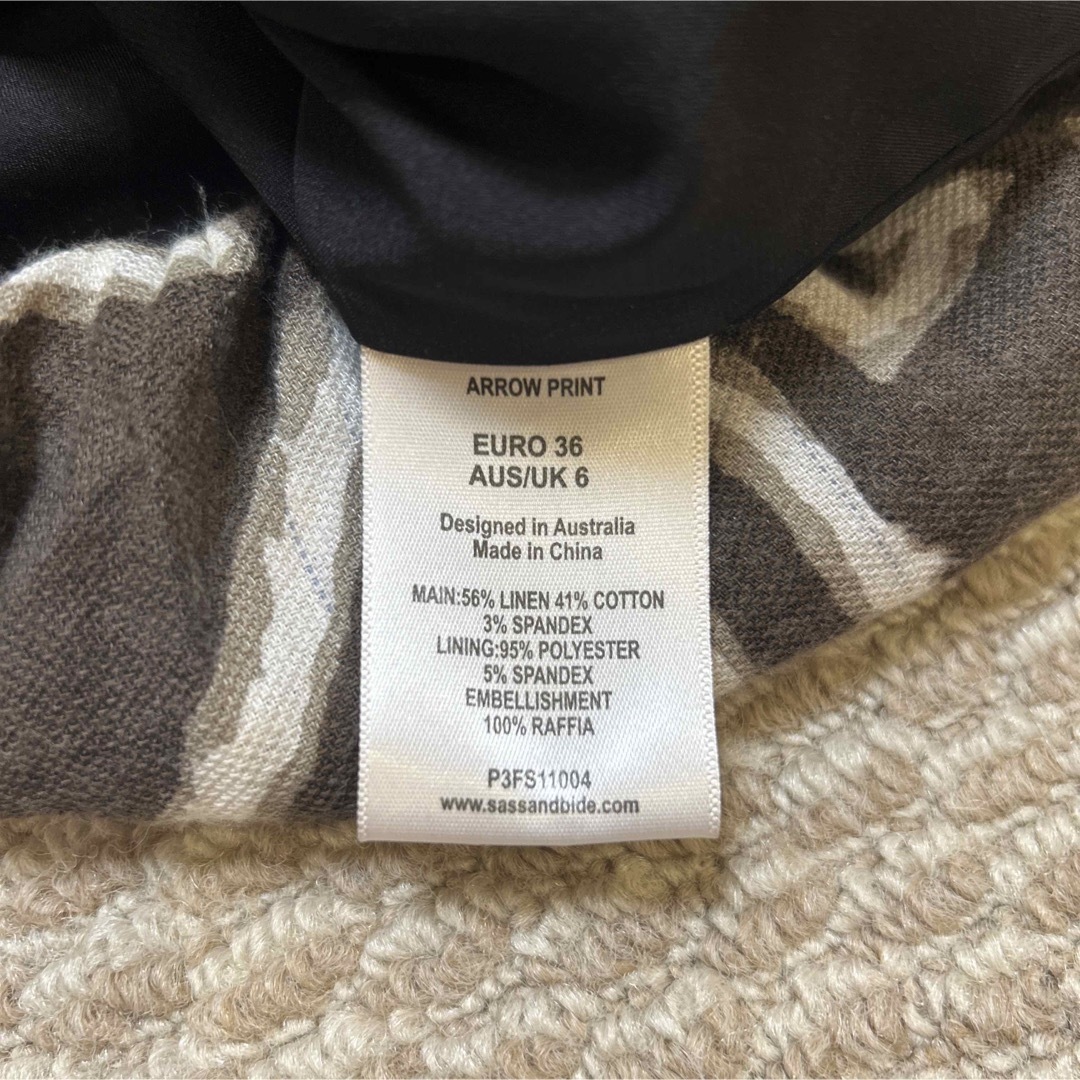 ARROW PRINT
EURO 36
AUS/UK 6
Designed in Australia
Made in China
MAIN:56% LINEN 41% COTTON
3% SPANDEX
LINING:95% POLYESTER
5% SPANDEX
EMBELLISHMENT
100% RAFFIA
P3FS11004
www.sassandbide.com